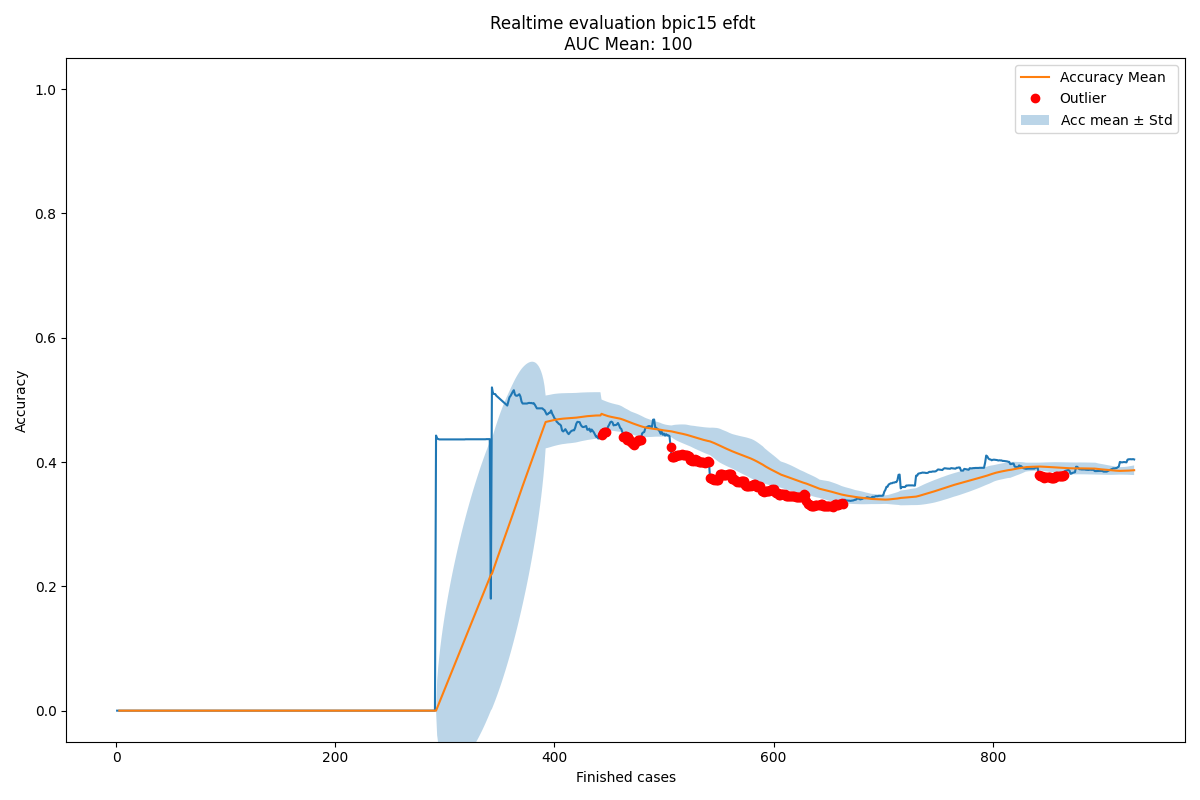 Realtime evaluation bpic15 efdt
AUC Mean: 100
Accuracy Mean
Outlier
Acc mean ± Std
1.0
0.8
0.6
0.4
0.2
0.0
Accuracy
0 200 400 600 800
Finished cases